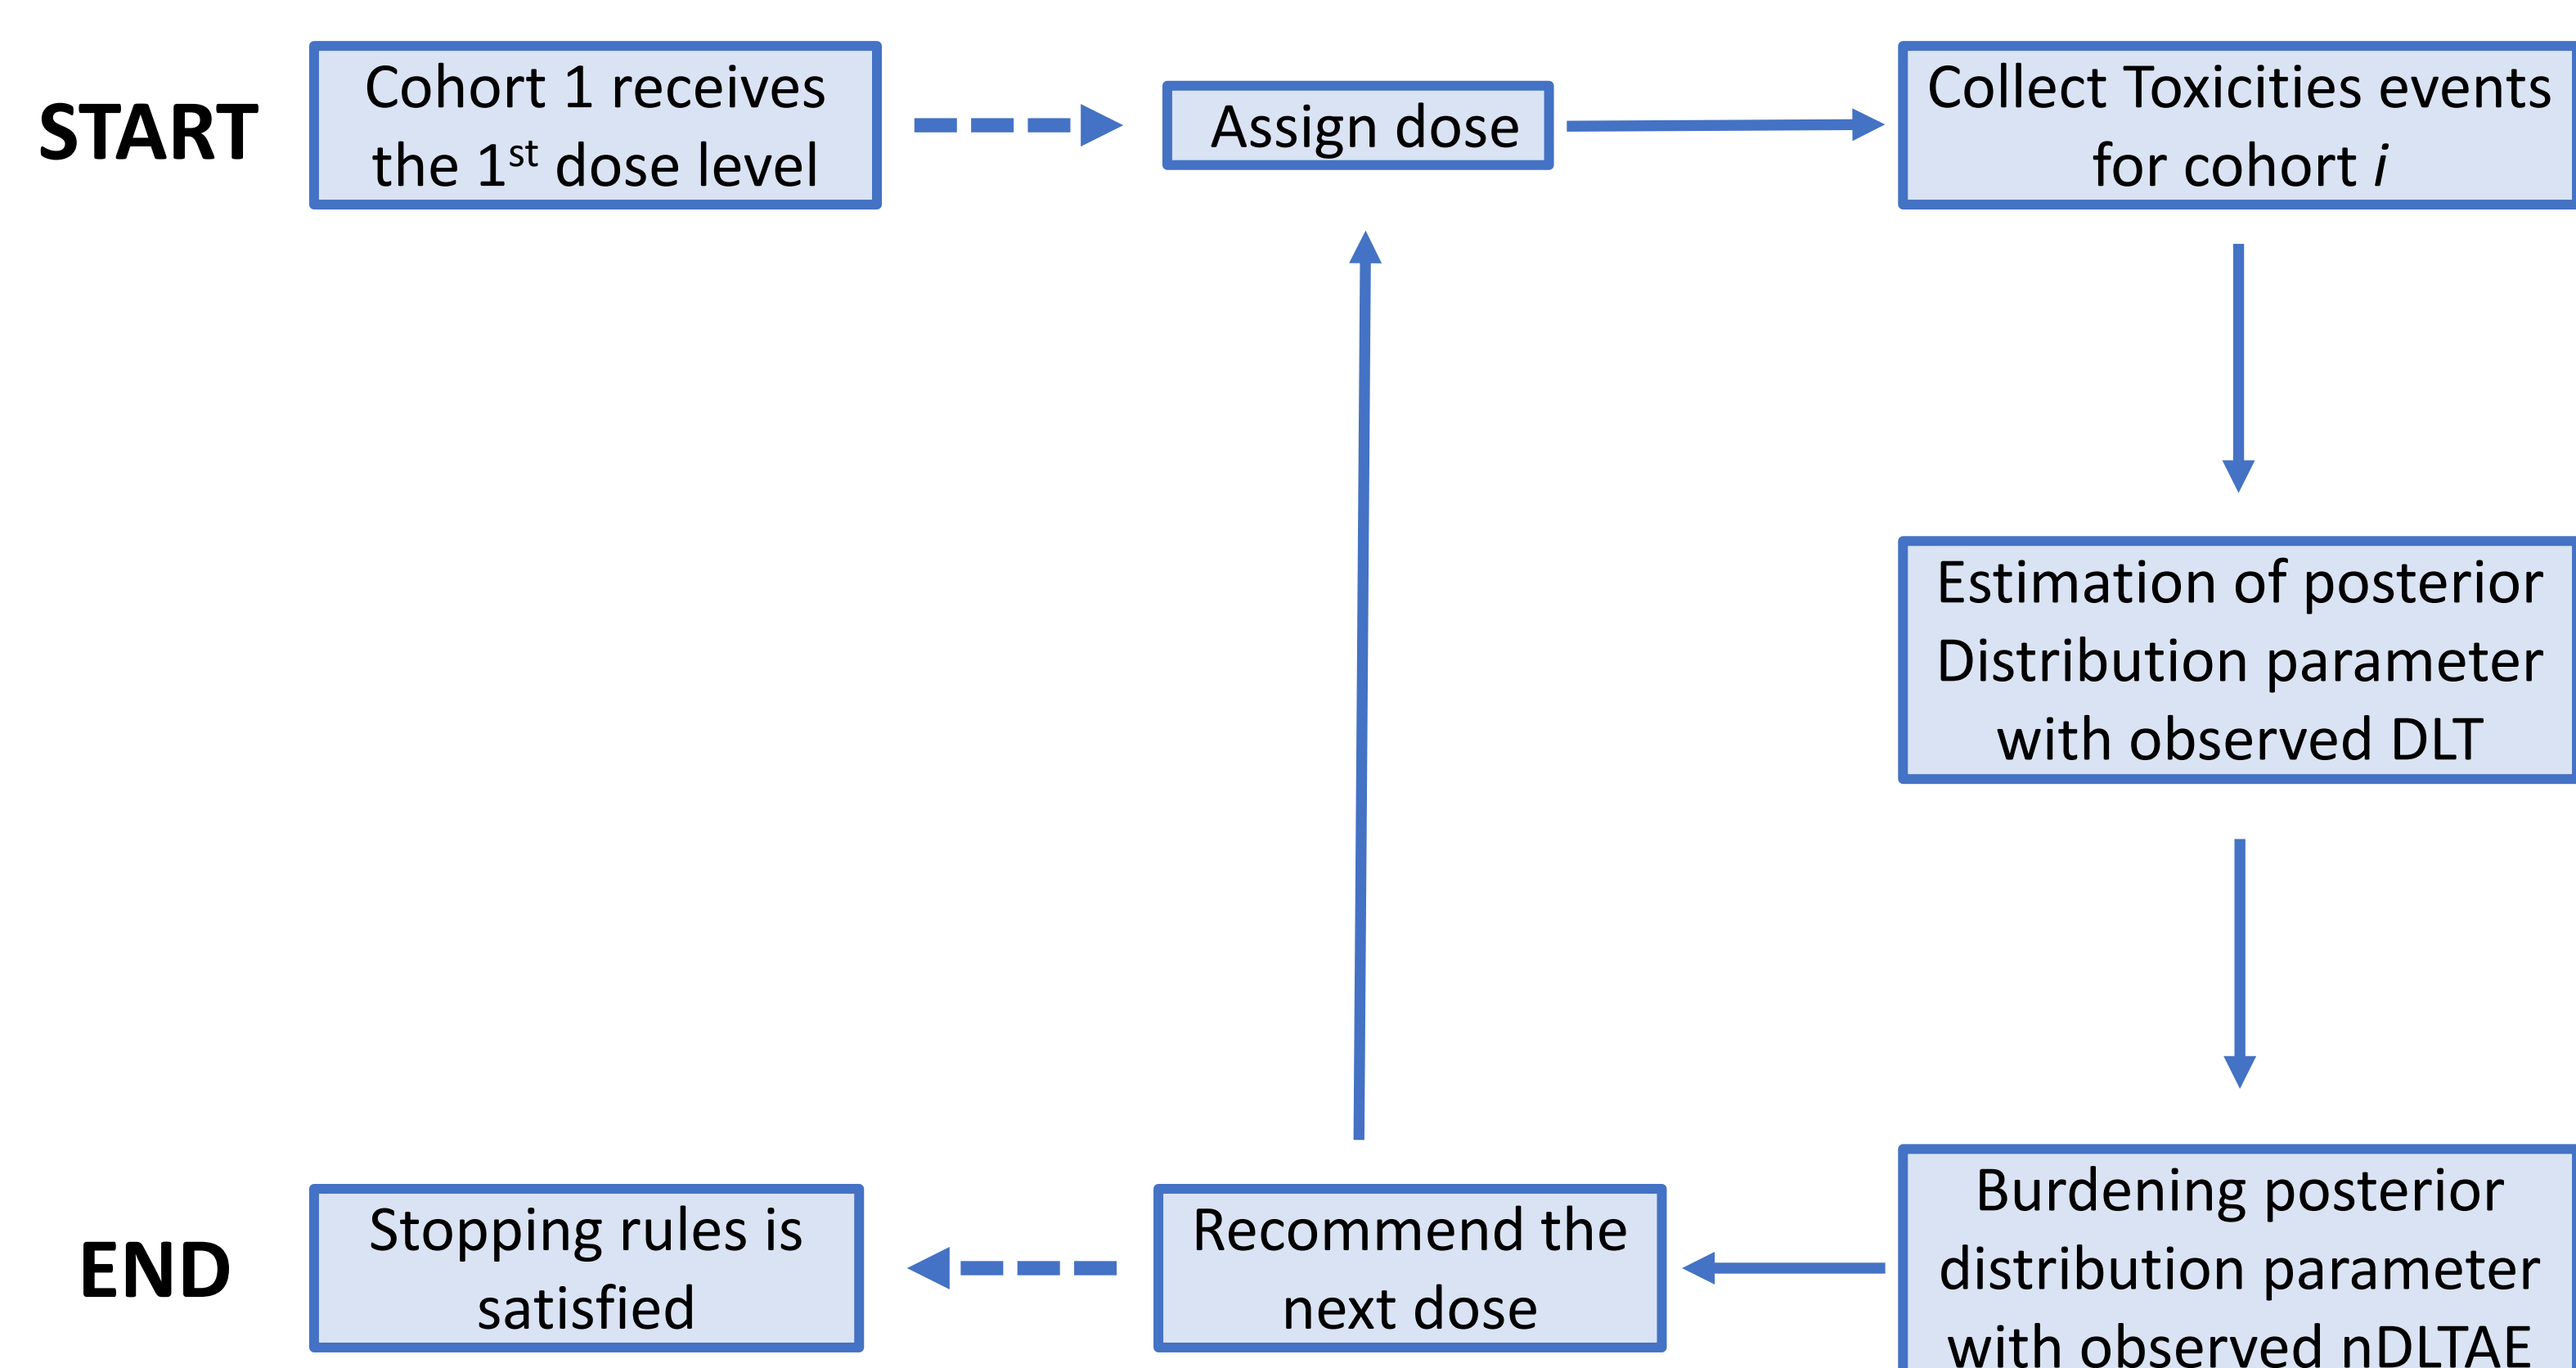 START
Cohort 1 receives
the 1st dose level
Assign dose
Collect Toxicities events
for cohort i
Estimation of posterior
Distribution parameter
with observed DLT
Burdening posterior
distribution parameter
with observed nDLTAE
Recommend the
next dose
Stopping rules is
satisfied
END